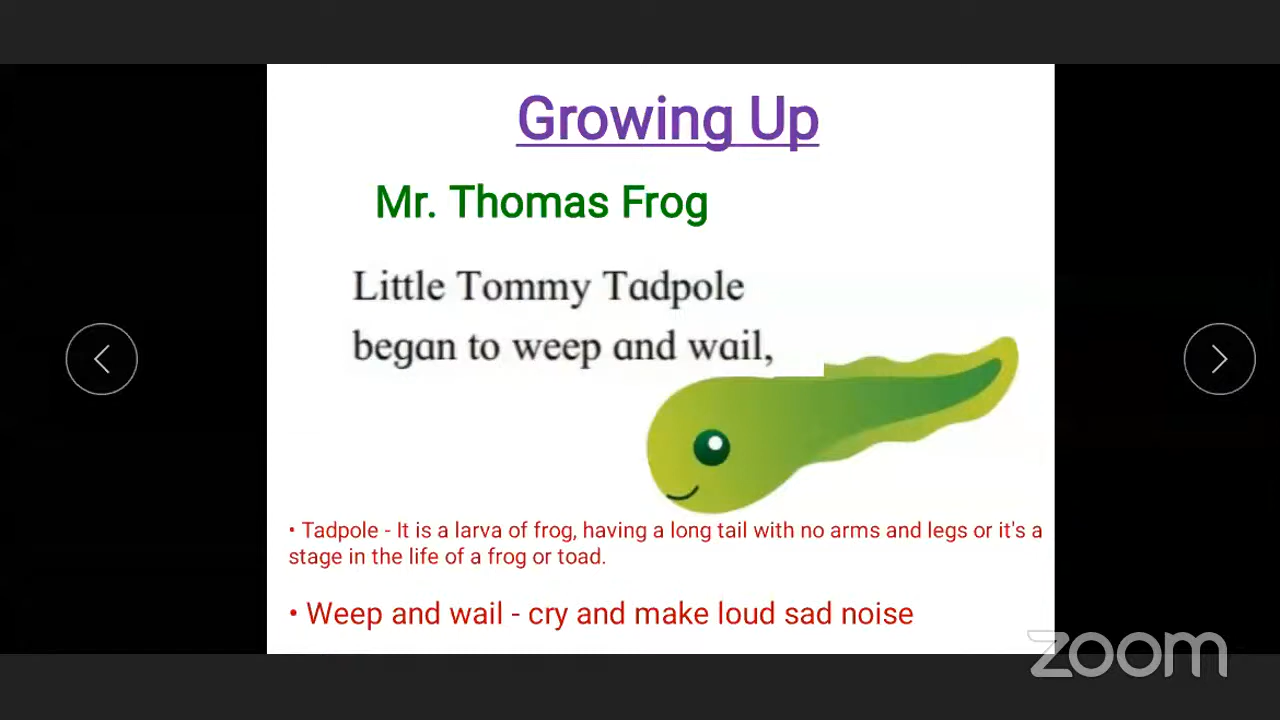 Growing Up
Mr. Thomas Frog
Little Tommy Tadpole
began to weep and wail,
• Tadpole - It is a larva of frog, having a long tail with no arms and legs or it's a
stage in the life of a frog or toad.
• Weep and wail - cry and make loud sad noise
zoom